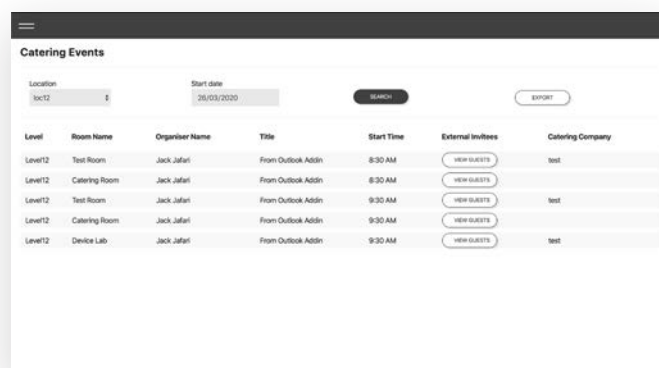 Catering Events
Location Start date
loc12 26/03/2020 SEARCH EXPORT
Level Room Name Organiser Name Title Start Time External Invitees Catering Company
Level12 Test Room Jack Jafari From Outlook Addin 8:30 AM VIEW GUESTS test
Level12 Catering Room Jack Jafari From Outlook Addin 8:30 AM VIEW GUESTS
Level12 Test Room Jack Jafari From Outlook Addin 9:30 AM VIEW GUESTS test
Level12 Catering Room Jack Jafari From Outlook Addin 9:30 AM VIEW GUESTS
Level12 Device Lab Jack Jafari From Outlook Addin 9:30 AM VIEW GUESTS test